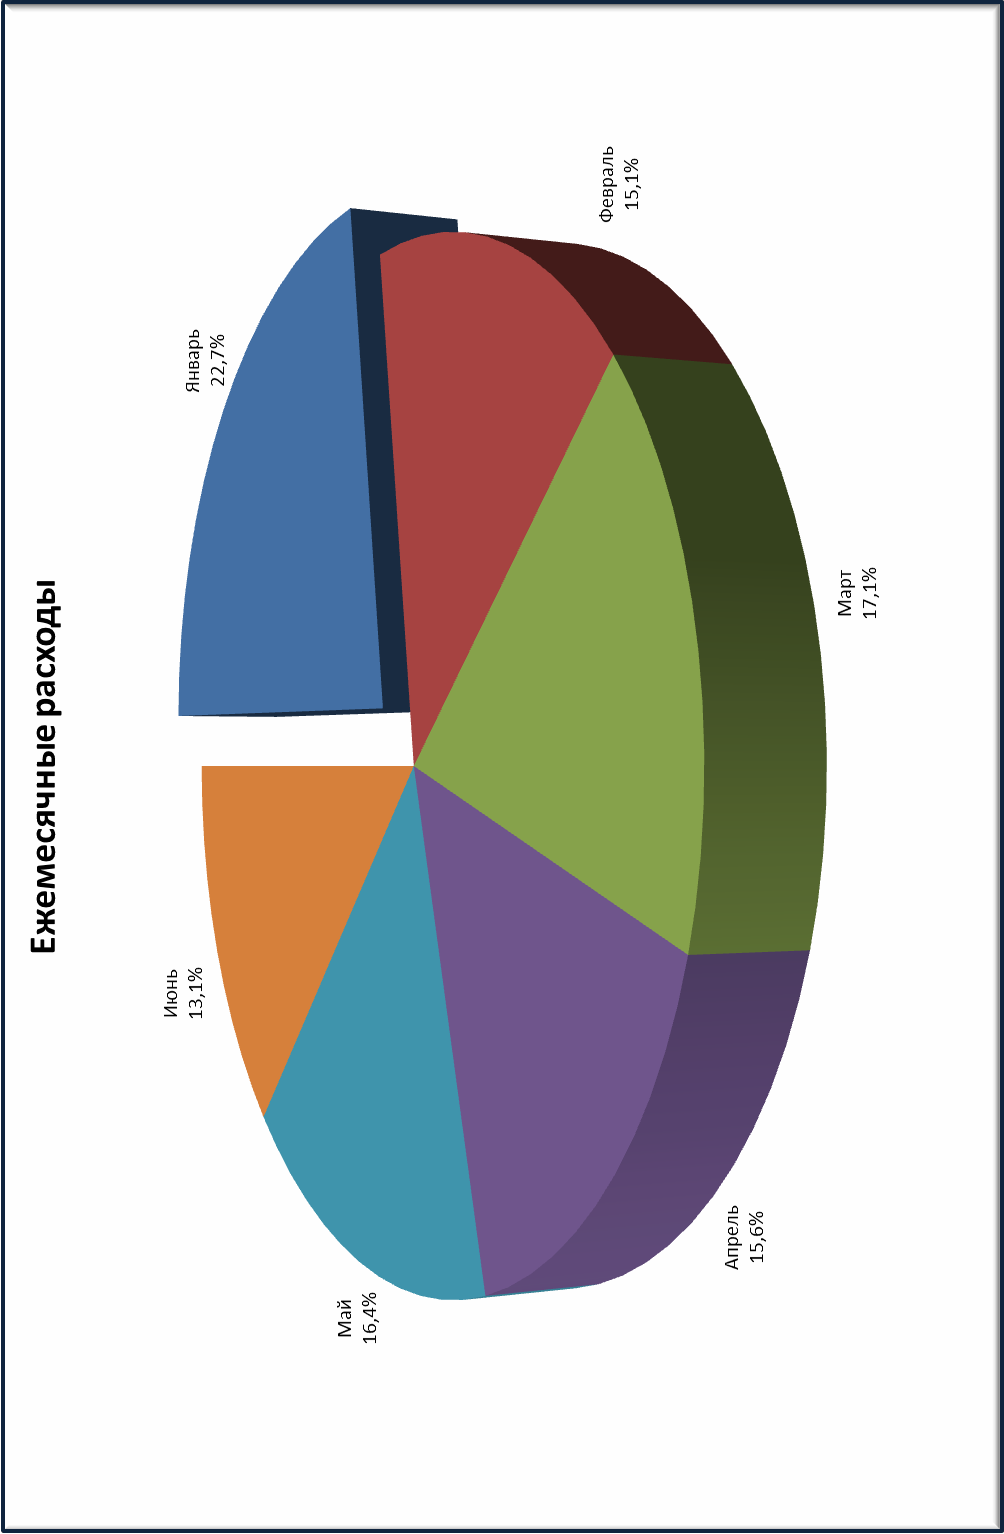 Ежемесячные расходы
Январь
22,7%
Февраль
15,1%
Март
17,1%
Апрель
15,6%
Май
16,4%
Июнь
13,1%